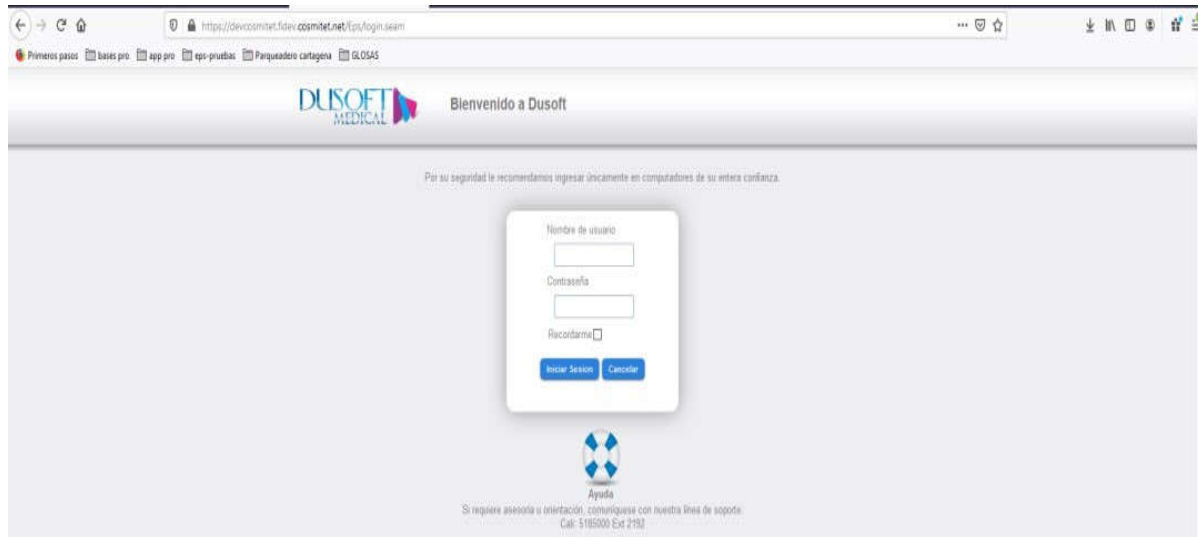 https://devcosmitet.fidev.cosmitet.net/Eps/login.seam
Primeros pasos bases pro app pro eps-pruebas Parqueadero cartagena GLOSAS
DUSOFT
MEDICAL
Bienvenido a Dusoft
Por su seguridad le recomendamos ingresar únicamente en computadores de su entera confianza.
Nombre de usuario
Contraseña
Recordarme
Iniciar Sesion Cancelar
Ayuda
Si requiere asesoria u orientación, comuniquese con nuestra línea de soporte.
Cali: 5185000 Ext 2192